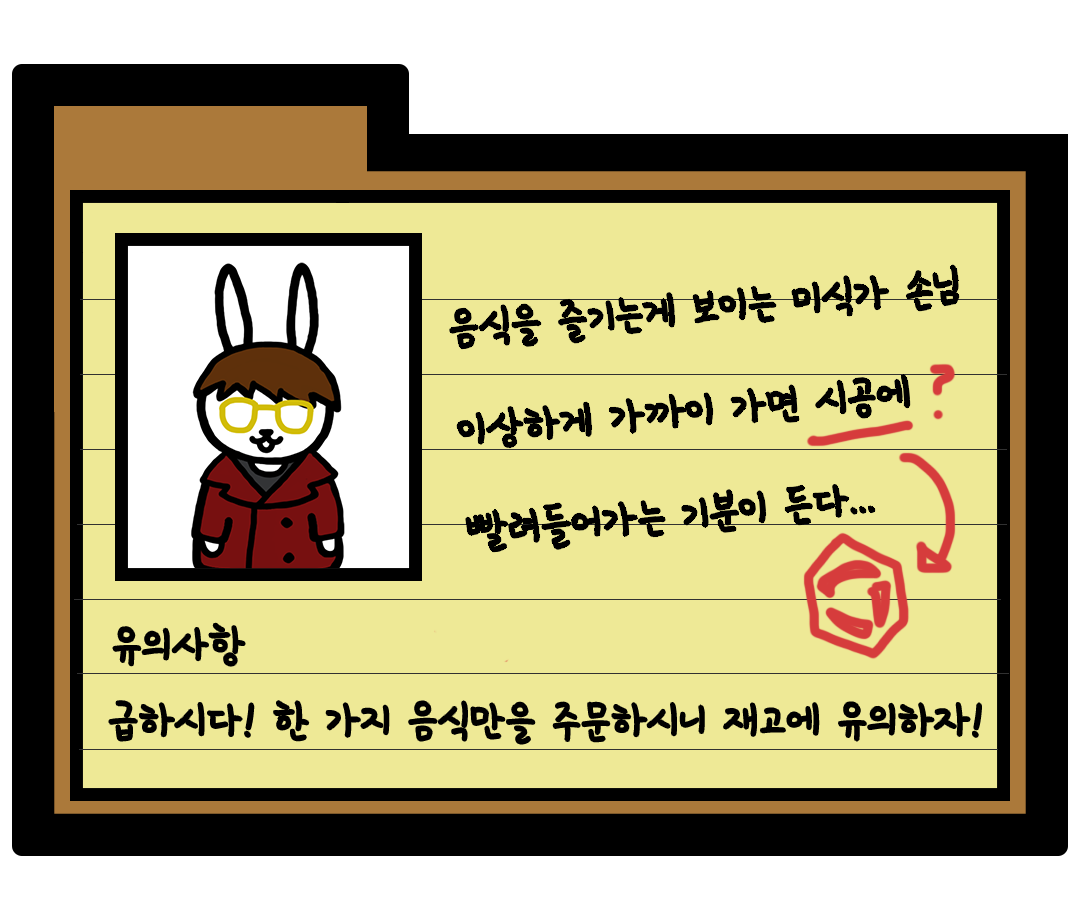 음식을 즐기는게 보이는 미식가 손님
이상하게 가까이 가면 시공에 ?
빨려들어가는 기분이 든다...
유의사항
급하시다! 한 가지 음식만을 주문하시니 재고에 유의하자!